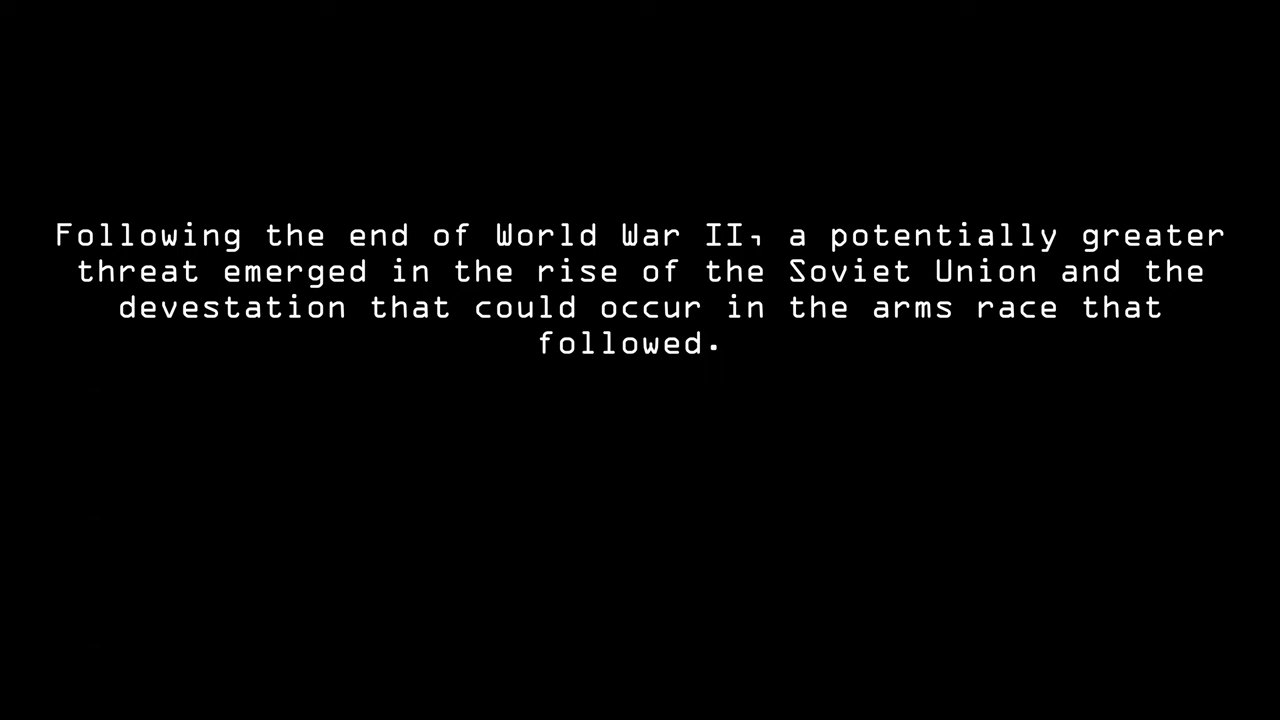 Following the end of World War II, a potentially greater
threat emerged in the rise of the Soviet Union and the
devestation that could occur in the arms race that
followed.